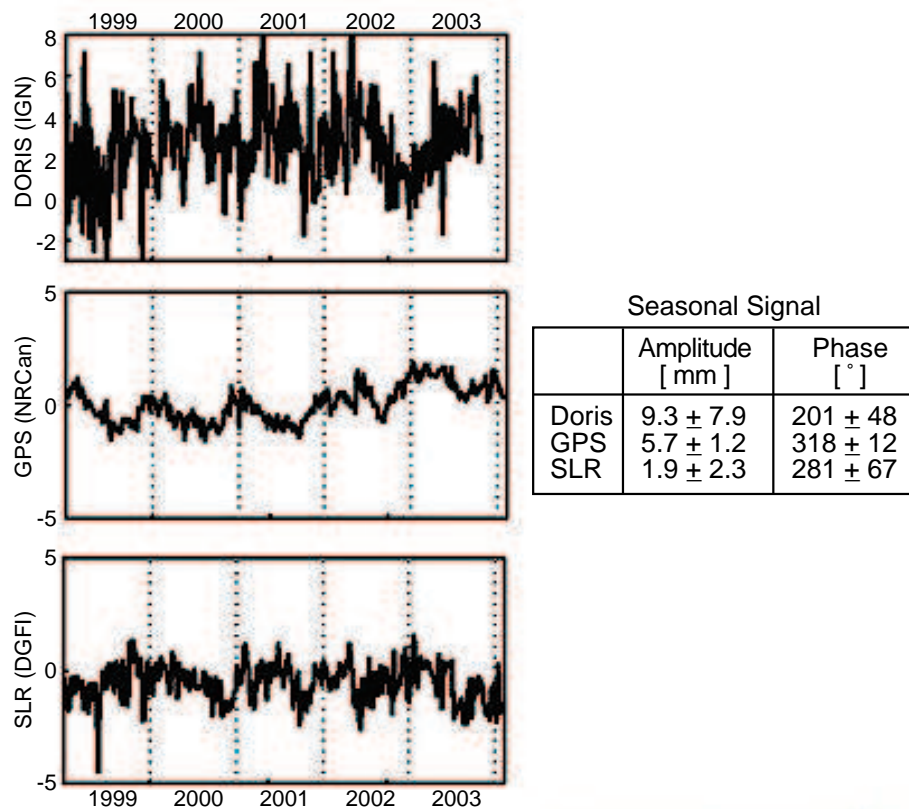 1999 2000 2001 2002 2003
8
6
4
2
0
-2
DORIS (IGN)
5
0
-5
GPS (NRCan)
Seasonal Signal
Amplitude Phase
[ mm ] [ ° ]
Doris 9.3 ± 7.9 201 ± 48
GPS 5.7 ± 1.2 318 ± 12
SLR 1.9 ± 2.3 281 ± 67
5
0
-5
SLR (DGFI)
1999 2000 2001 2002 2003